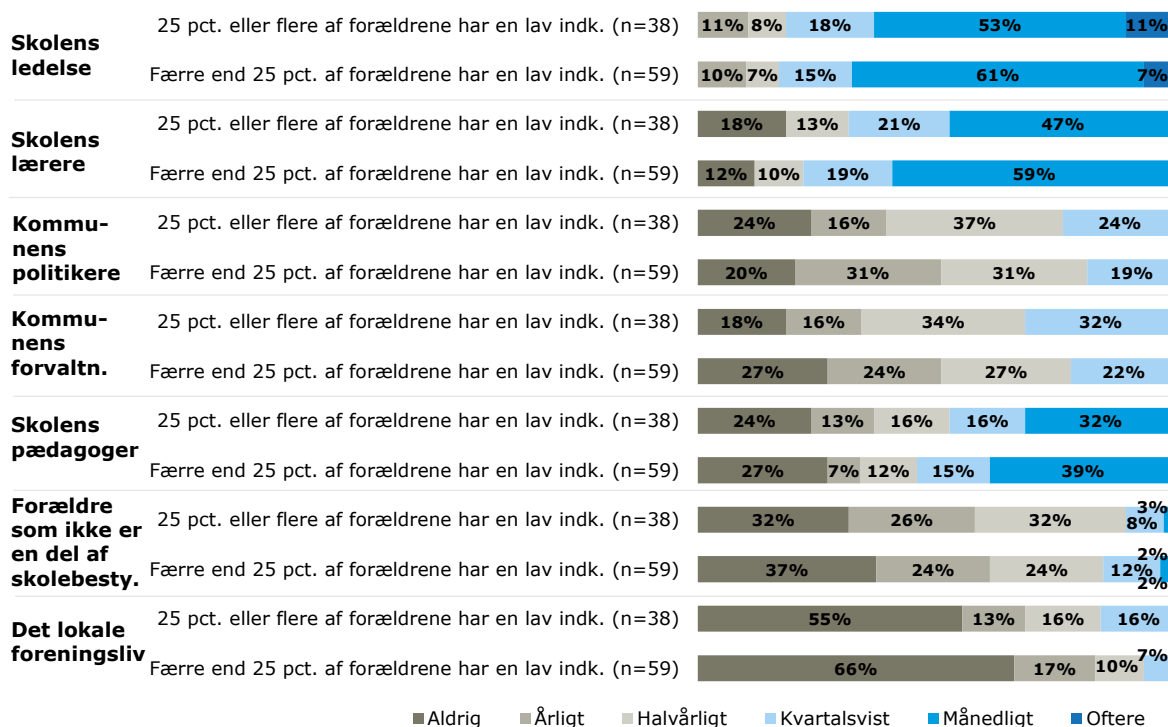 Skolens
ledelse
25 pct. eller flere af forældrene har en lav indk. (n=38)
11% 8% 18% 53% 11%
Færre end 25 pct. af forældrene har en lav indk. (n=59)
10% 7% 15% 61% 7%
Skolens
lærere
25 pct. eller flere af forældrene har en lav indk. (n=38)
18% 13% 21% 47%
Færre end 25 pct. af forældrene har en lav indk. (n=59)
12% 10% 19% 59%
Kommu-
nens
politikere
25 pct. eller flere af forældrene har en lav indk. (n=38)
24% 16% 37% 24%
Færre end 25 pct. af forældrene har en lav indk. (n=59)
20% 31% 31% 19%
Kommu-
nens
forvaltn.
25 pct. eller flere af forældrene har en lav indk. (n=38)
18% 16% 34% 32%
Færre end 25 pct. af forældrene har en lav indk. (n=59)
27% 24% 27% 22%
Skolens
pædagoger
25 pct. eller flere af forældrene har en lav indk. (n=38)
24% 13% 16% 16% 32%
Færre end 25 pct. af forældrene har en lav indk. (n=59)
27% 7% 12% 15% 39%
Forældre
som ikke er
en del af
skolebesty.
25 pct. eller flere af forældrene har en lav indk. (n=38)
32% 26% 32% 8% 3%
Færre end 25 pct. af forældrene har en lav indk. (n=59)
37% 24% 24% 12% 2% 2%
Det lokale
foreningsliv
25 pct. eller flere af forældrene har en lav indk. (n=38)
55% 13% 16% 16%
Færre end 25 pct. af forældrene har en lav indk. (n=59)
66% 17% 10% 7%
Aldrig Årligt Halvårligt Kvartalsvist Månedligt Oftere